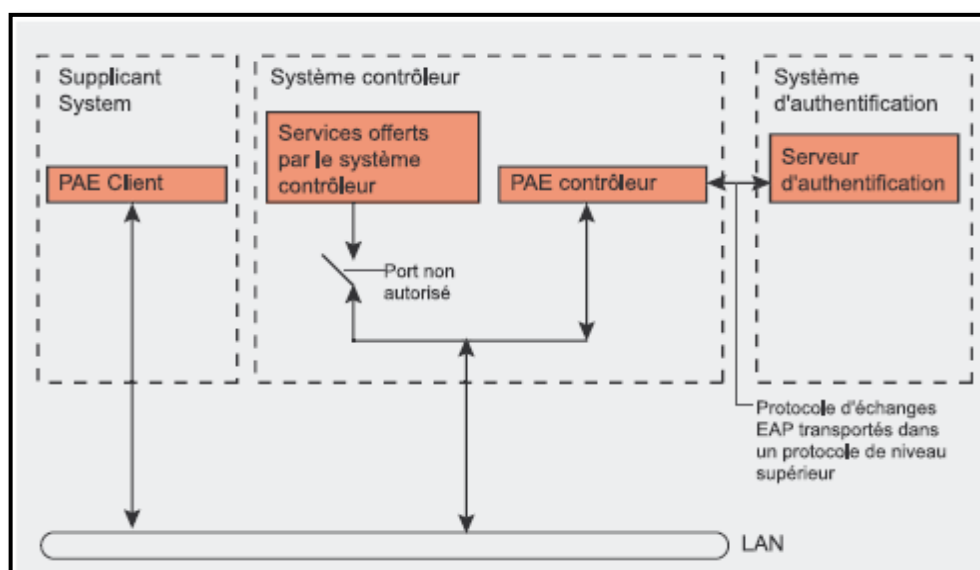 Supplicant
System
PAE Client
Système contrôleur
Services offerts
par le système
contrôleur
PAE contrôleur
Port non
autorisé
Système
d'authentification
Serveur
d'authentification
Protocole d'échanges
EAP transportés dans
un protocole de niveau
supérieur
LAN